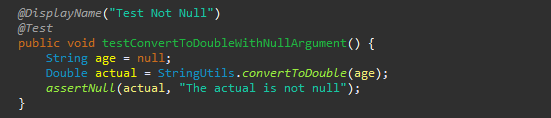 @DisplayName("Test Not Null")
@Test
public void testConvertToDoubleWithNullArgument() {
    String age = null;
    Double actual = StringUtils.convertToDouble(age);
    assertNull(actual, "The actual is not null");
}